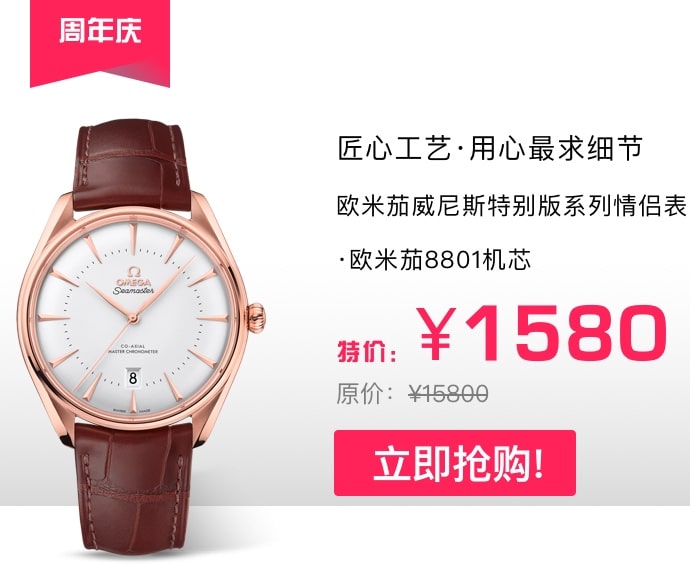 周年庆
匠心工艺·用心最求细节
欧米茄威尼斯特别版系列情侣表
·欧米茄8801机芯
特价：￥1580
原价：￥15800
立即抢购!
Ω
OMEGA
Seamaster
CO-AXIAL
MASTER CHRONOMETER
8
SWISS MADE